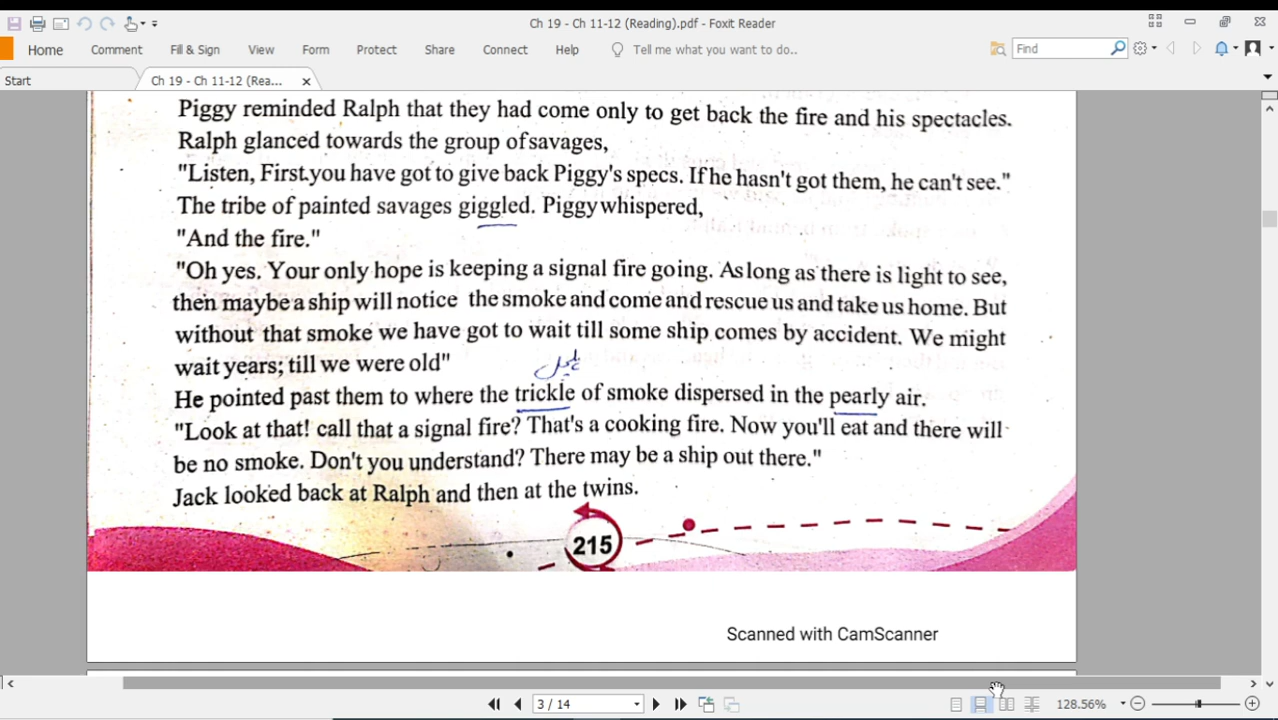 Ch 19 - Ch 11-12 (Reading).pdf - Foxit Reader
Home Comment Fill & Sign View Form Protect Share Connect Help Tell me what you want to do.. Find
Start Ch 19 - Ch 11-12 (Rea...
Piggy reminded Ralph that they had come only to get back the fire and his spectacles.
Ralph glanced towards the group of savages,
"Listen, First you have got to give back Piggy's specs. If he hasn't got them, he can't see."
The tribe of painted savages giggled. Piggy whispered,
"And the fire."
"Oh yes. Your only hope is keeping a signal fire going. As long as there is light to see,
then maybe a ship will notice the smoke and come and rescue us and take us home. But
without that smoke we have got to wait till some ship comes by accident. We might
wait years; till we were old"
He pointed past them to where the trickle of smoke dispersed in the pearly air.
"Look at that! call that a signal fire? That's a cooking fire. Now you'll eat and there will
be no smoke. Don't you understand? There may be a ship out there."
Jack looked back at Ralph and then at the twins.
215
Scanned with CamScanner
3 / 14 128.56%